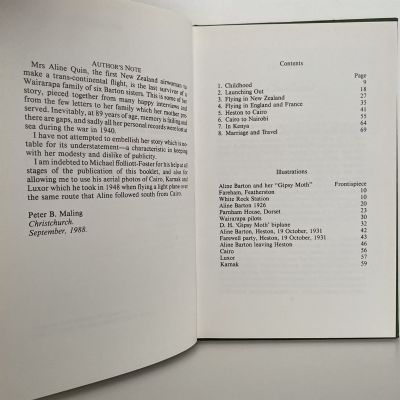 AUTHOR'S NOTE
Mrs Aline Quin, the first New Zealand airwoman to
make a trans-continental flight, is the last survivor of a
Wairarapa family of six Barton sisters. This is some of her
story, pieced together from many happy interviews and
from the few letters to her family which her mother pre-
served. Inevitably, at 89 years of age, memory is failing and
there are gaps, and sadly all her personal records were lost at
sea during the war in 1940.
I have not attempted to embellish her story which is no-
table for its understatement—a characteristic in keeping
with her modesty and dislike of publicity.
I am indebted to Michael Bolliott-Foster for his help at all
stages of the publication of this booklet, and also for
allowing me to use his aerial photos of Cairo, Karnak and
Luxor which he took in 1948 when flying a light plane over
the same route that Aline followed south from Cairo.
Peter B. Maling
Christchurch.
September, 1988.
Contents
Page
1. Childhood 9
2. Launching Out 18
3. Flying in New Zealand 27
4. Flying in England and France 35
5. Heston to Cairo 41
6. Cairo to Nairobi 55
7. In Kenya 64
8. Marriage and Travel 69
Illustrations
Aline Barton and her "Gipsy Moth" Frontispiece
Fareham, Featherston 10
White Rock Station 10
Aline Barton 1926 20
Parnham House, Dorset 23
Wairarapa pilots 30
D. H. 'Gipsy Moth' biplane 32
Aline Barton, Heston, 19 October, 1931 42
Farewell party, Heston, 19 October, 1931 43
Aline Barton leaving Heston 46
Cairo 56
Luxor 57
Karnak 59